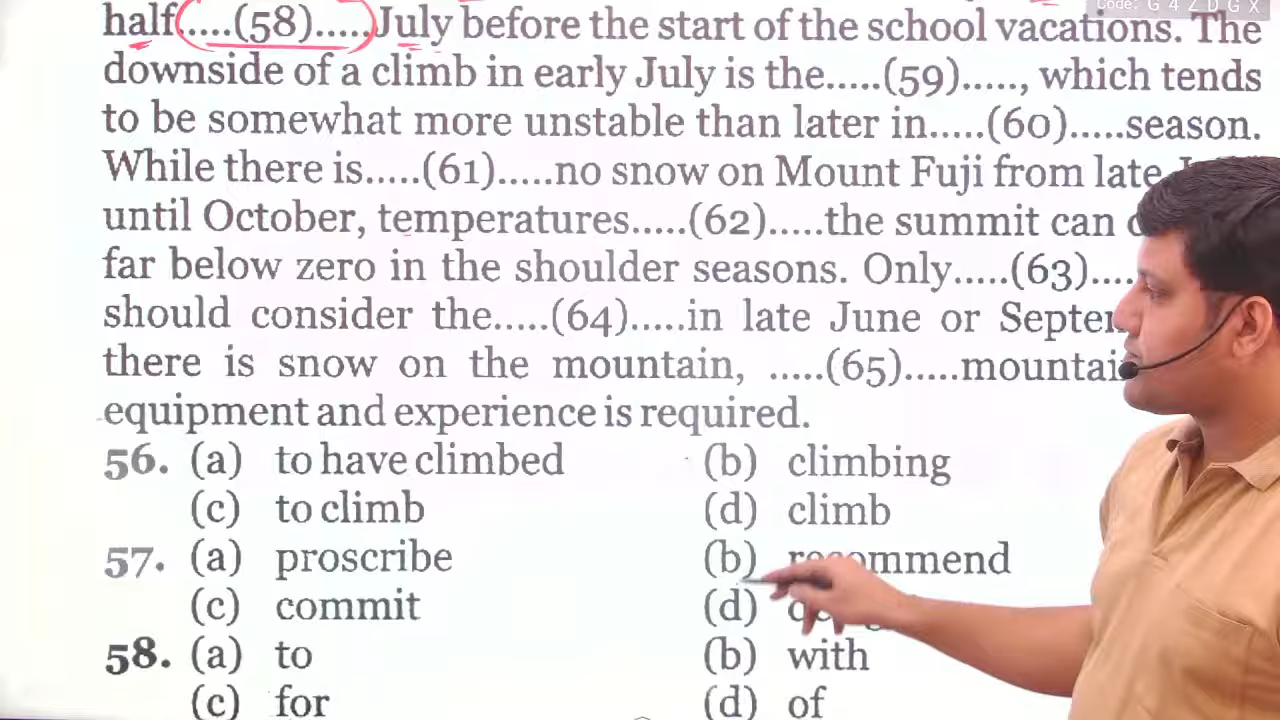 Code: G 4 Z D G X
half.....(58).....July before the start of the school vacations. The
downside of a climb in early July is the.....(59)....., which tends
to be somewhat more unstable than later in.....(60).....season.
While there is.....(61).....no snow on Mount Fuji from late
until October, temperatures.....(62).....the summit can
far below zero in the shoulder seasons. Only.....(63)....
should consider the.....(64).....in late June or
there is snow on the mountain, .....(65).....
equipment and experience is required.
56. (a) to have climbed (b) climbing
(c) to climb (d) climb
57. (a) proscribe (b) recommend
(c) commit (d)
58. (a) to (b) with
(c) for (d) of